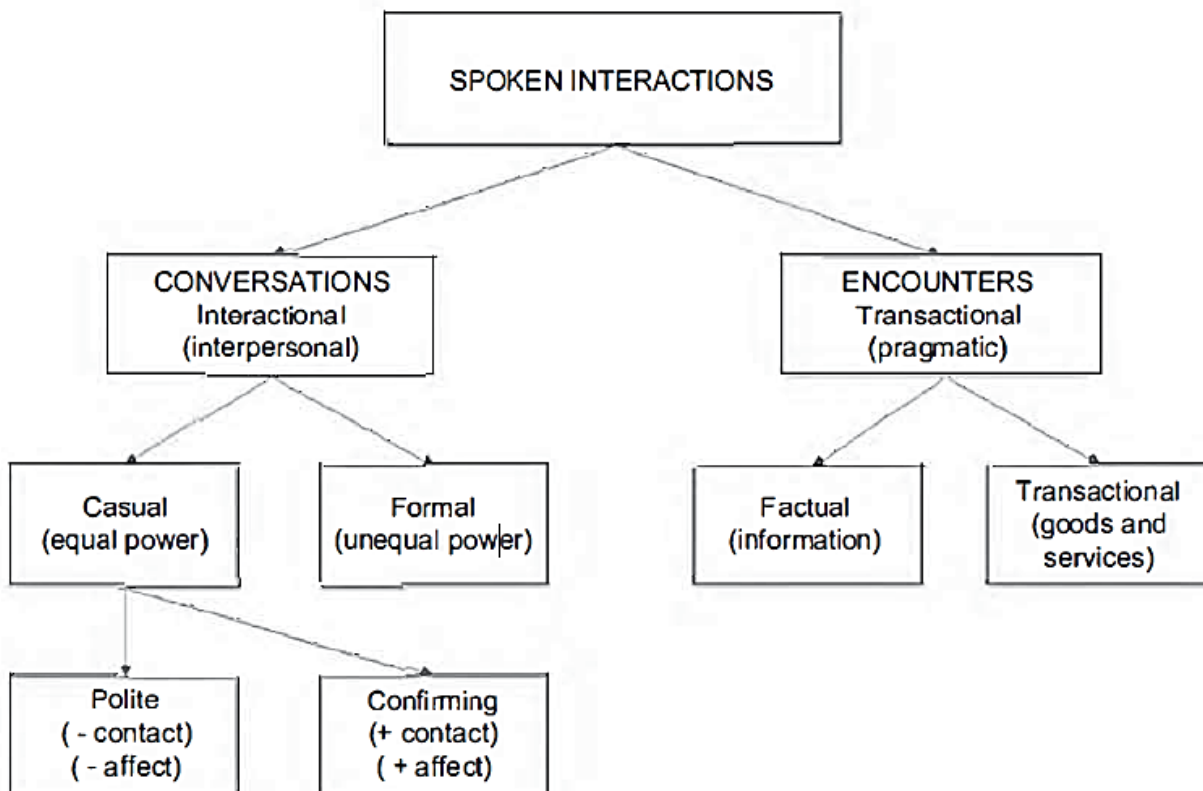 SPOKEN INTERACTIONS
CONVERSATIONS
Interactional
(interpersonal)
ENCOUNTERS
Transactional
(pragmatic)
Casual
(equal power)
Formal
(unequal power)
Factual
(information)
Transactional
(goods and
services)
Polite
( - contact)
( - affect)
Confirming
(+ contact)
( + affect)